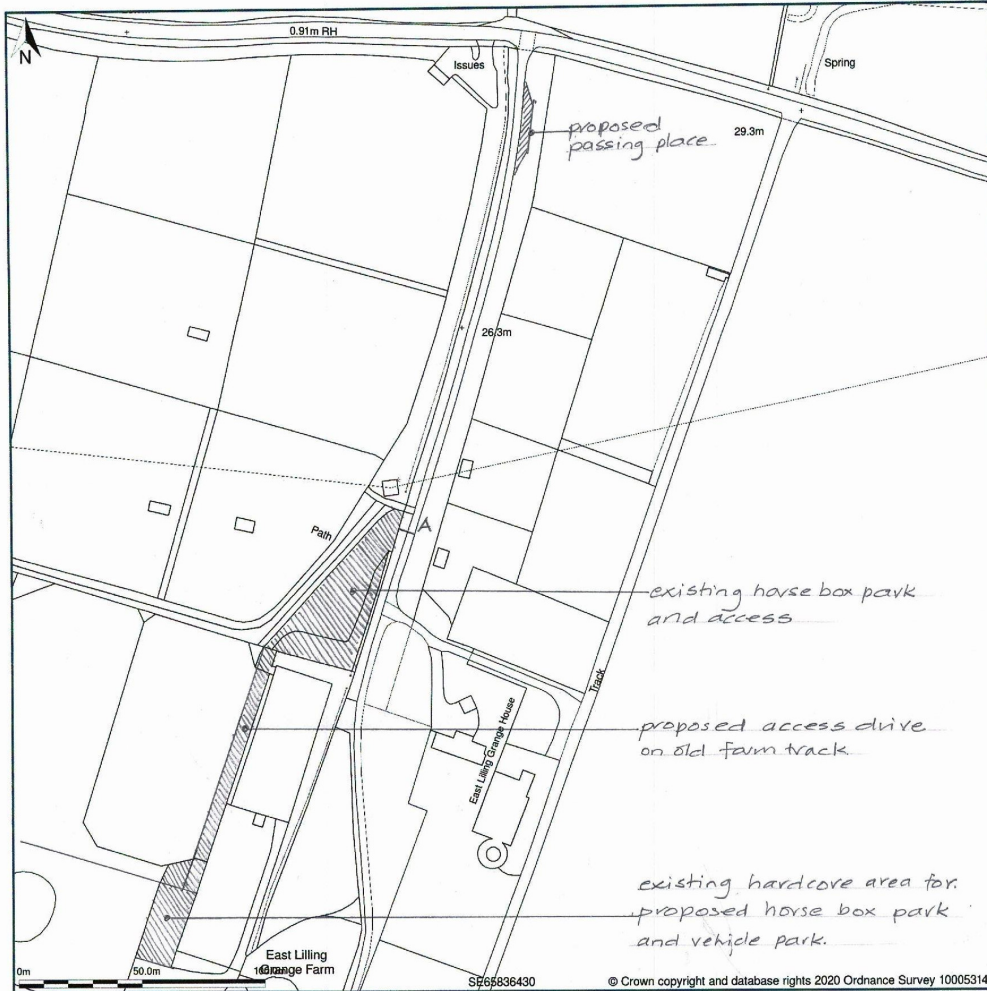 N
0.91m RH
Issues
Spring
proposed
passing place
29.3m
26.3m
Path
A
existing horse box park
and access
Track
East Lilling Grange House
proposed access drive
on old farm track
existing hardcore area for.
proposed horse box park
and vehicle park.
East Lilling
Grange Farm
0m
50.0m
SE65836430
© Crown copyright and database rights 2020 Ordnance Survey 10005314